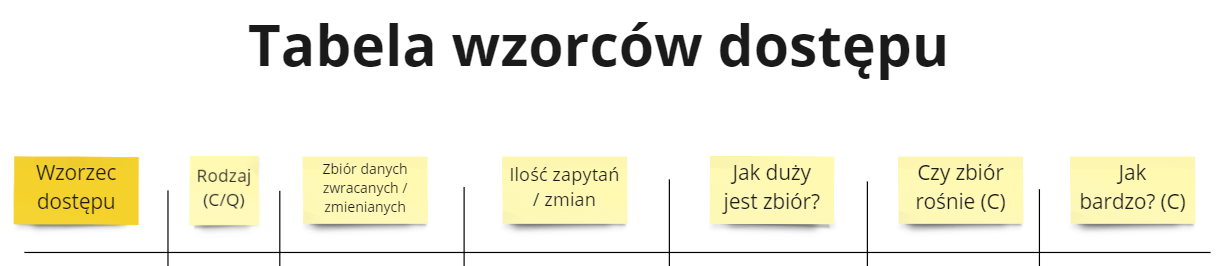 Tabela wzorców dostępu
Wzorzec
dostępu
Rodzaj
(C/Q)
Zbiór danych
zwracanych /
zmienianych
Ilość zapytań
/ zmian
Jak duży
jest zbiór?
Czy zbiór
rośnie (C)
Jak
bardzo? (C)